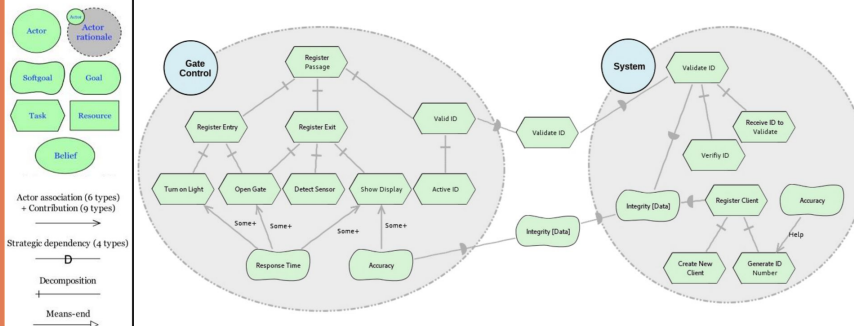 Actor
Actor
Actor
rationale
Softgoal
Goal
Task
Resource
Belief
Actor association (6 types)
+ Contribution (9 types)
Strategic dependency (4 types)
D
Decomposition
Means-end
Gate
Control
Register
Passage
Register Entry
Register Exit
Valid ID
Turn on Light
Open Gate
Detect Sensor
Show Display
Active ID
Some+
Some+
Some+
Some+
Response Time
Accuracy
Validate ID
Integrity [Data]
System
Validate ID
Receive ID to
Validate
Verifiy ID
Integrity [Data]
Register Client
Accuracy
Help
Create New
Client
Generate ID
Number